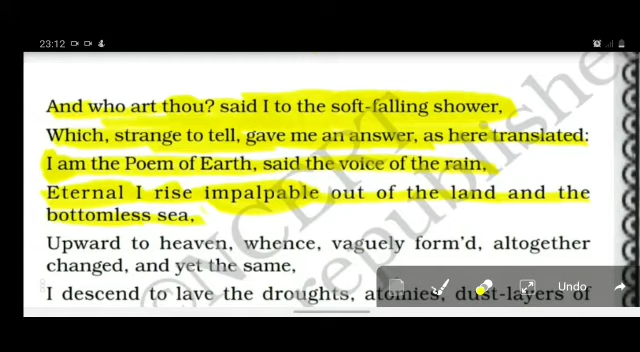 23:12
And who art thou? said I to the soft-falling shower,
Which, strange to tell, gave me an answer, as here translated:
I am the Poem of Earth, said the voice of the rain,
Eternal I rise impalpable out of the land and the
bottomless sea,
Upward to heaven, whence, vaguely form'd, altogether
changed, and yet the same,
I descend to lave the droughts, atomies, dust-layers of
Undo
© NCERT
republishe